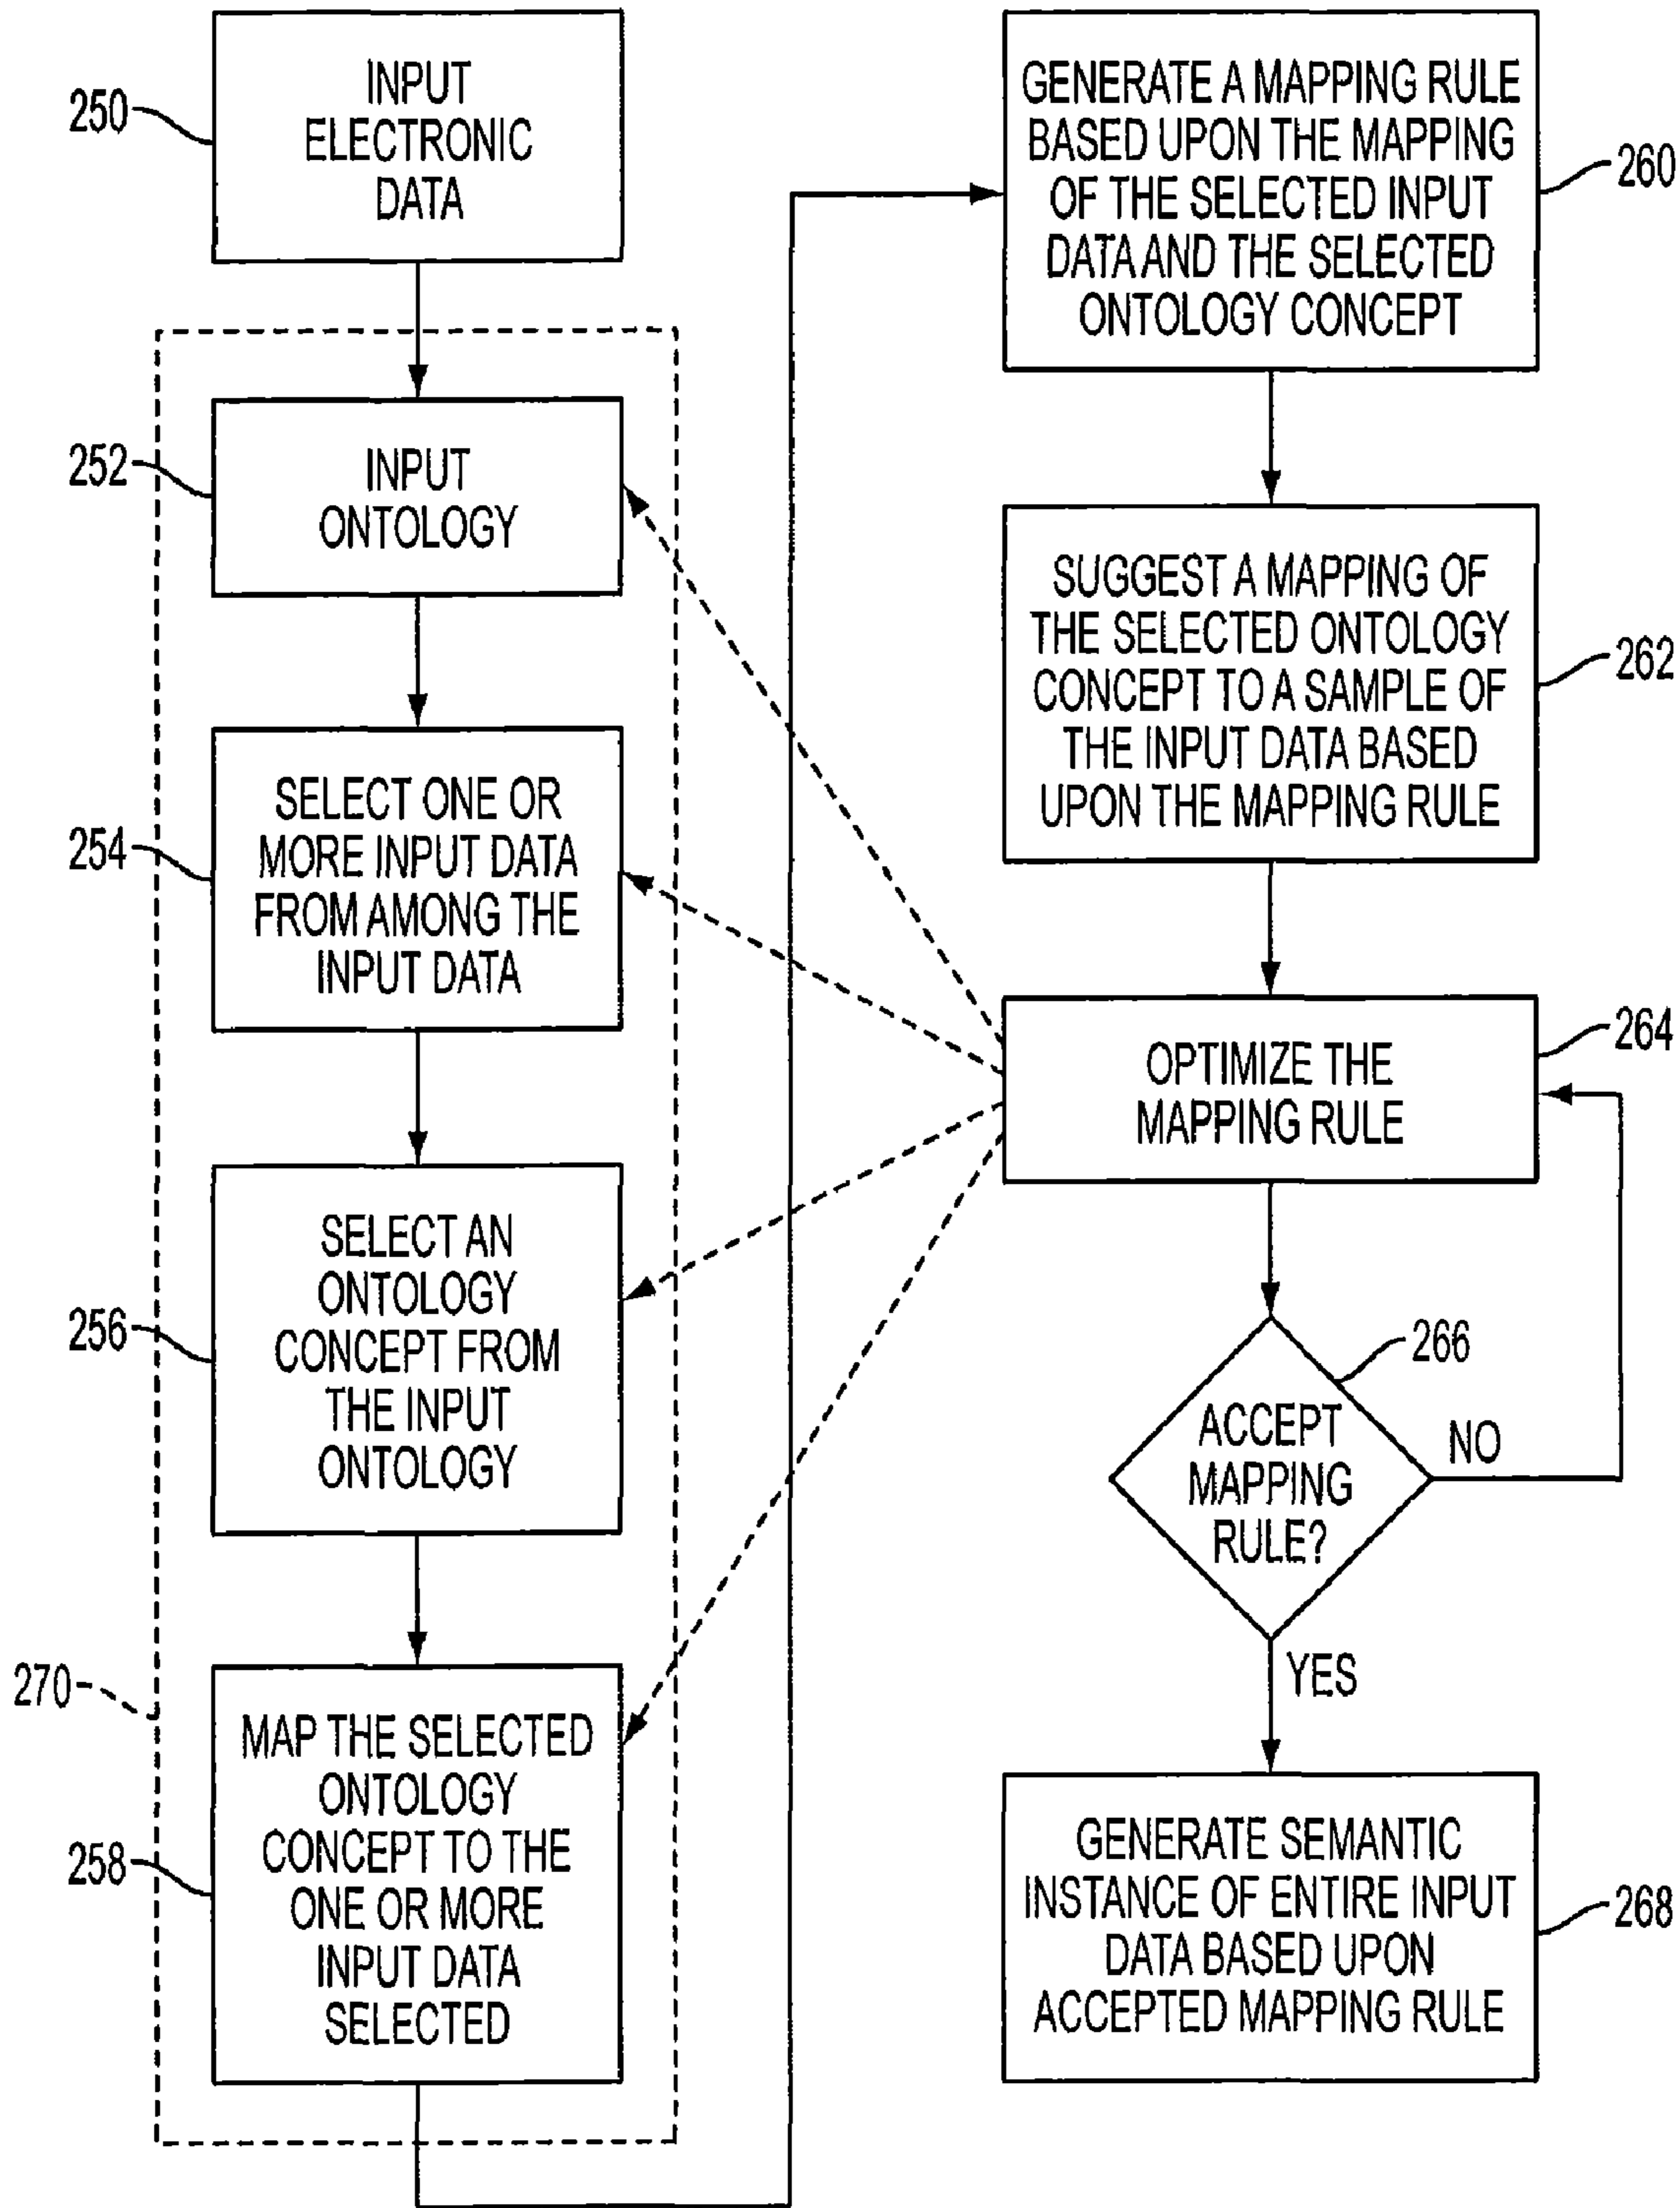 250
INPUT
ELECTRONIC
DATA
252
INPUT
ONTOLOGY
254
SELECT ONE OR
MORE INPUT DATA
FROM AMONG THE
INPUT DATA
256
SELECT AN
ONTOLOGY
CONCEPT FROM
THE INPUT
ONTOLOGY
270
258
MAP THE SELECTED
ONTOLOGY
CONCEPT TO THE
ONE OR MORE
INPUT DATA
SELECTED
GENERATE A MAPPING RULE
BASED UPON THE MAPPING
OF THE SELECTED INPUT
DATA AND THE SELECTED
ONTOLOGY CONCEPT
260
SUGGEST A MAPPING OF
THE SELECTED ONTOLOGY
CONCEPT TO A SAMPLE OF
THE INPUT DATA BASED
UPON THE MAPPING RULE
262
OPTIMIZE THE
MAPPING RULE
264
ACCEPT
MAPPING
RULE?
266
NO
YES
GENERATE SEMANTIC
INSTANCE OF ENTIRE INPUT
DATA BASED UPON
ACCEPTED MAPPING RULE
268